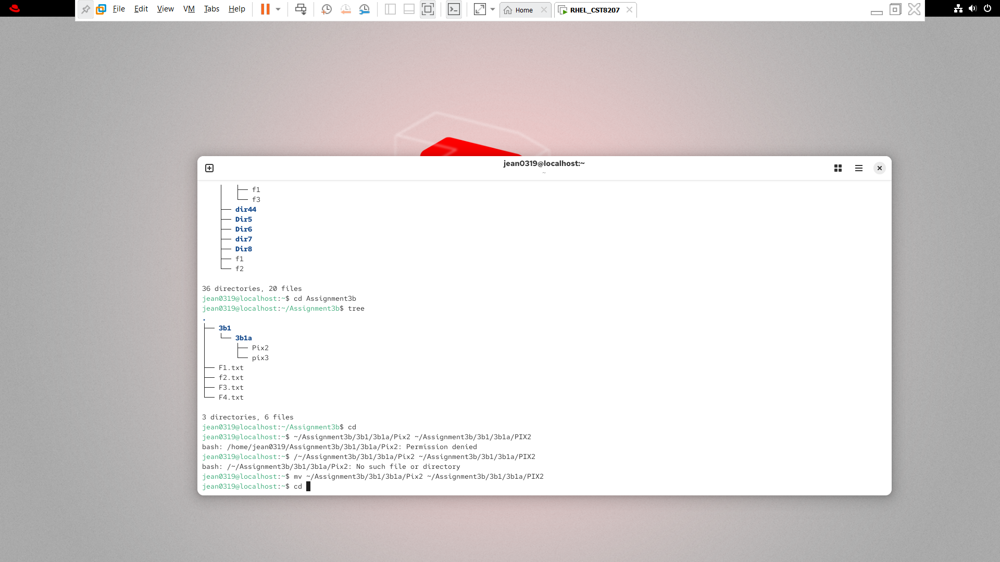 File Edit View VM Tabs Help Home RHEL_CST8207
jean0319@localhost:~
~
├── f1
└── f3
├── dir44
├── Dir5
├── Dir6
├── dir7
├── Dir8
├── f1
└── f2
36 directories, 20 files
jean0319@localhost:~$ cd Assignment3b
jean0319@localhost:~/Assignment3b$ tree
.
├── 3b1
│   └── 3b1a
│       ├── Pix2
│       └── pix3
├── F1.txt
├── f2.txt
├── F3.txt
└── F4.txt
3 directories, 6 files
jean0319@localhost:~/Assignment3b$ cd
jean0319@localhost:~$ ~/Assignment3b/3b1/3b1a/Pix2 ~/Assignment3b/3b1/3b1a/PIX2
bash: /home/jean0319/Assignment3b/3b1/3b1a/Pix2: Permission denied
jean0319@localhost:~$ /~/Assignment3b/3b1/3b1a/Pix2 ~/Assignment3b/3b1/3b1a/PIX2
bash: /~/Assignment3b/3b1/3b1a/Pix2: No such file or directory
jean0319@localhost:~$ mv ~/Assignment3b/3b1/3b1a/Pix2 ~/Assignment3b/3b1/3b1a/PIX2
jean0319@localhost:~$ cd